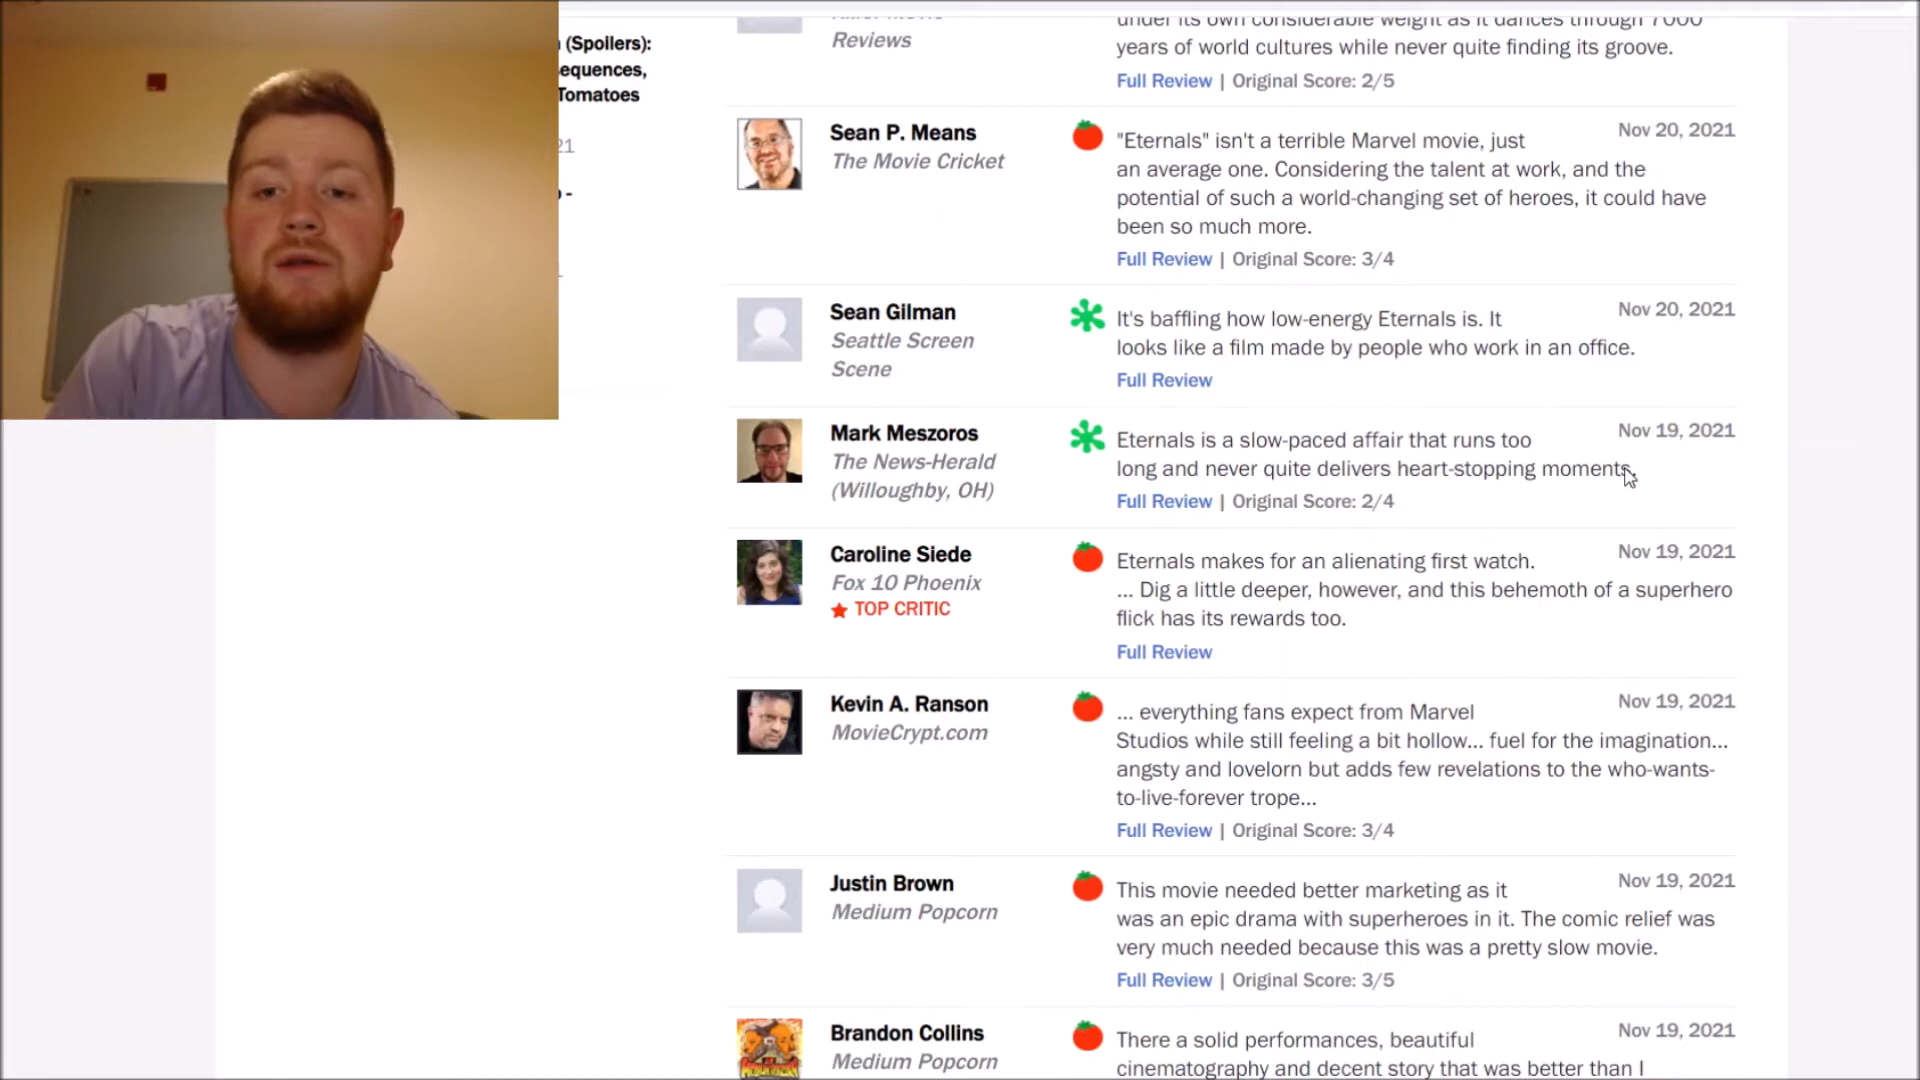 (Spoilers):
equences,
Tomatoes
21
Reviews
under its own considerable weight as it dances through 7000
years of world cultures while never quite finding its groove.
Full Review | Original Score: 2/5
Sean P. Means
The Movie Cricket
"Eternals" isn't a terrible Marvel movie, just
an average one. Considering the talent at work, and the
potential of such a world-changing set of heroes, it could have
been so much more.
Full Review | Original Score: 3/4
Nov 20, 2021
Sean Gilman
Seattle Screen
Scene
It's baffling how low-energy Eternals is. It
looks like a film made by people who work in an office.
Full Review
Nov 20, 2021
Mark Meszoros
The News-Herald
(Willoughby, OH)
Eternals is a slow-paced affair that runs too
long and never quite delivers heart-stopping moments.
Full Review | Original Score: 2/4
Nov 19, 2021
Caroline Siede
Fox 10 Phoenix
TOP CRITIC
Eternals makes for an alienating first watch.
... Dig a little deeper, however, and this behemoth of a superhero
flick has its rewards too.
Full Review
Nov 19, 2021
Kevin A. Ranson
MovieCrypt.com
... everything fans expect from Marvel
Studios while still feeling a bit hollow... fuel for the imagination...
angsty and lovelorn but adds few revelations to the who-wants-
to-live-forever trope...
Full Review | Original Score: 3/4
Nov 19, 2021
Justin Brown
Medium Popcorn
This movie needed better marketing as it
was an epic drama with superheroes in it. The comic relief was
very much needed because this was a pretty slow movie.
Full Review | Original Score: 3/5
Nov 19, 2021
Brandon Collins
Medium Popcorn
There a solid performances, beautiful
cinematography and decent story that was better than I
Nov 19, 2021